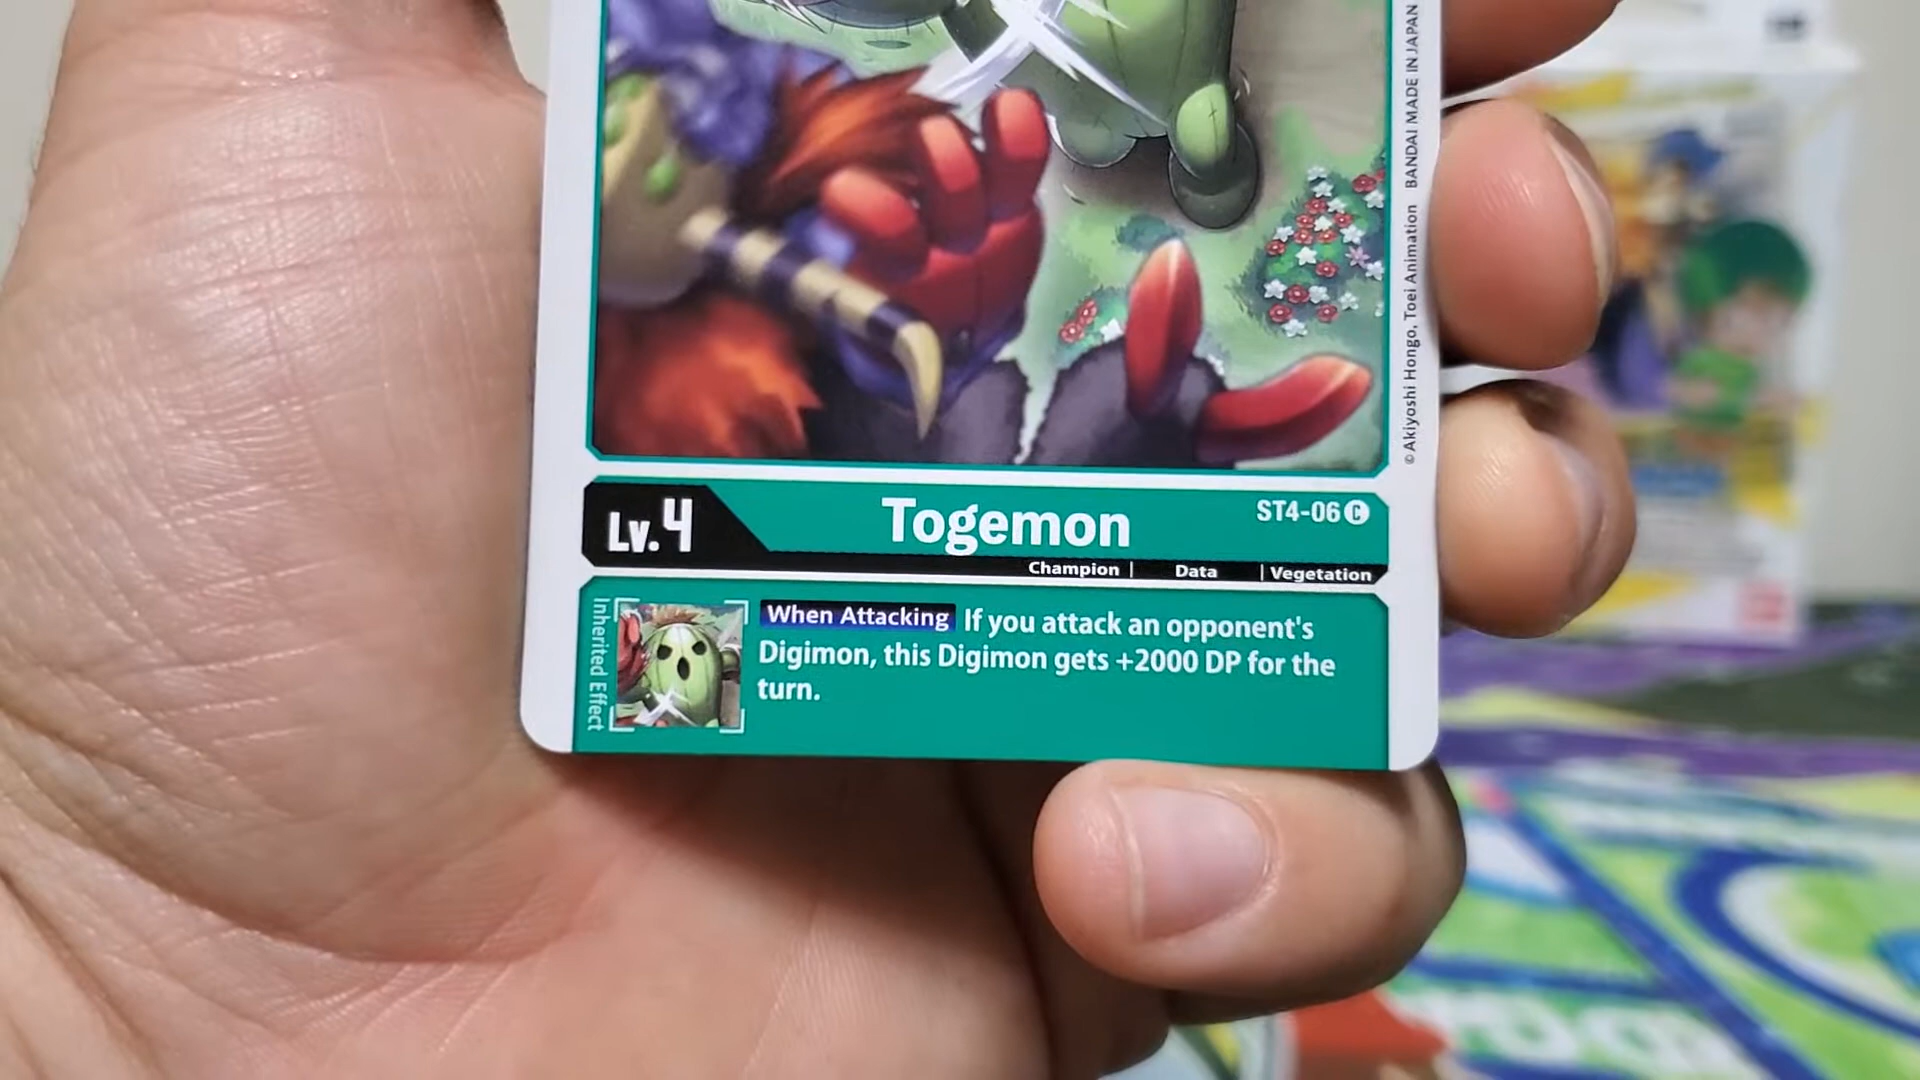 © Akiyoshi Hongo, Toei Animation BANDAI MADE IN JAPAN
Lv.4
Togemon
ST4-06 C
Champion | Data | Vegetation
Inherited Effect
When Attacking If you attack an opponent's
Digimon, this Digimon gets +2000 DP for the
turn.